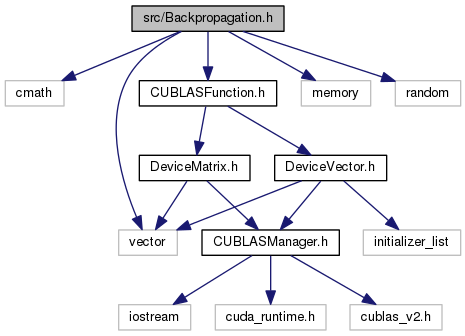 src/Backpropagation.h
cmath
CUBLASFunction.h
memory
random
DeviceMatrix.h
DeviceVector.h
vector
CUBLASManager.h
initializer_list
iostream
cuda_runtime.h
cublas_v2.h